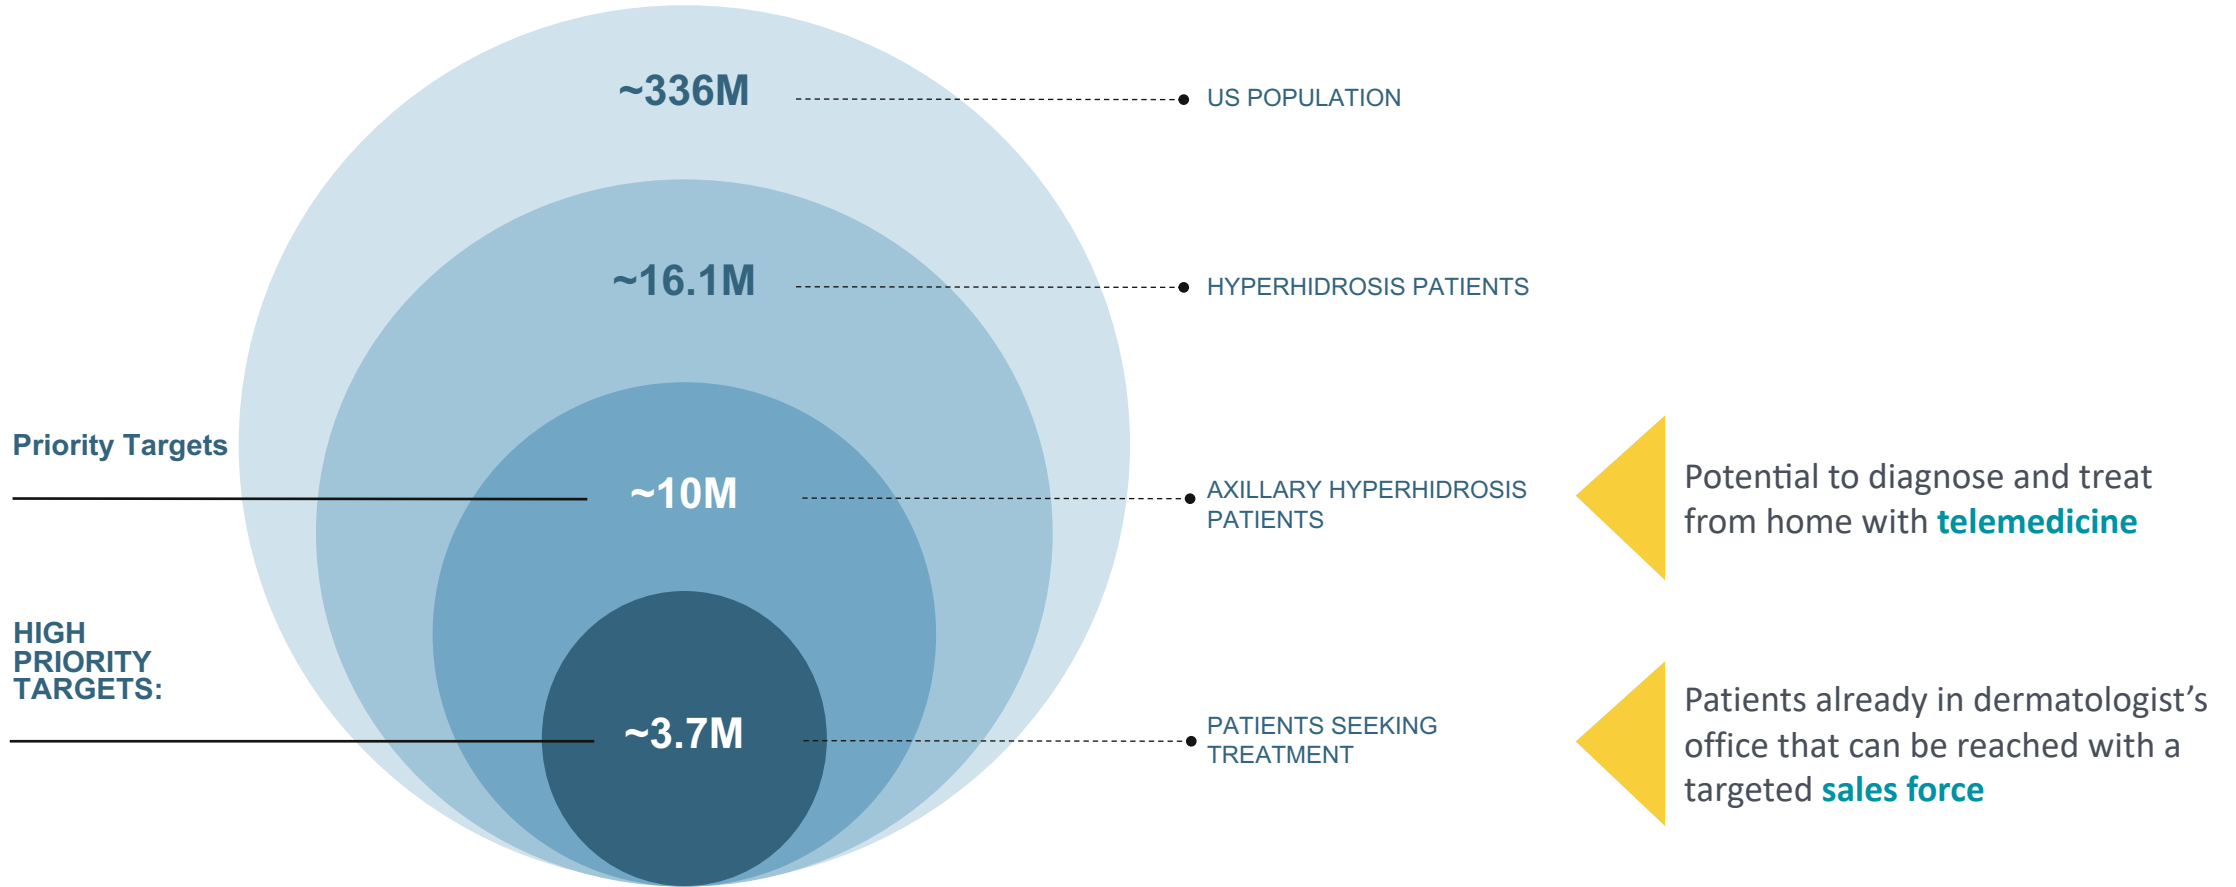 ~336M
US POPULATION
~16.1M
HYPERHIDROSIS PATIENTS
Priority Targets
~10M
AXILLARY HYPERHIDROSIS
PATIENTS
Potential to diagnose and treat
from home with telemedicine
HIGH
PRIORITY
TARGETS:
~3.7M
PATIENTS SEEKING
TREATMENT
Patients already in dermatologist’s
office that can be reached with a
targeted sales force